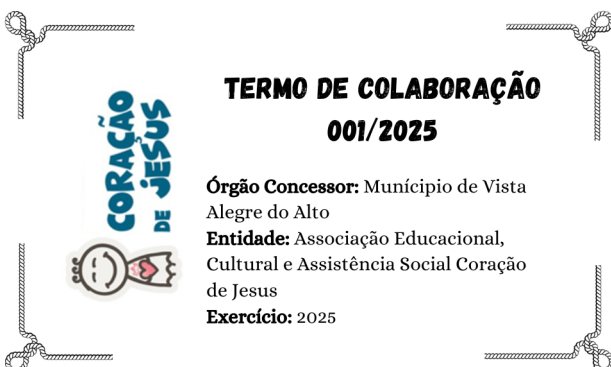 CORAÇÃO
DE JESUS
TERMO DE COLABORAÇÃO
001/2025
Órgão Concessor: Munícipio de Vista
Alegre do Alto
Entidade: Associação Educacional,
Cultural e Assistência Social Coração
de Jesus
Exercício: 2025